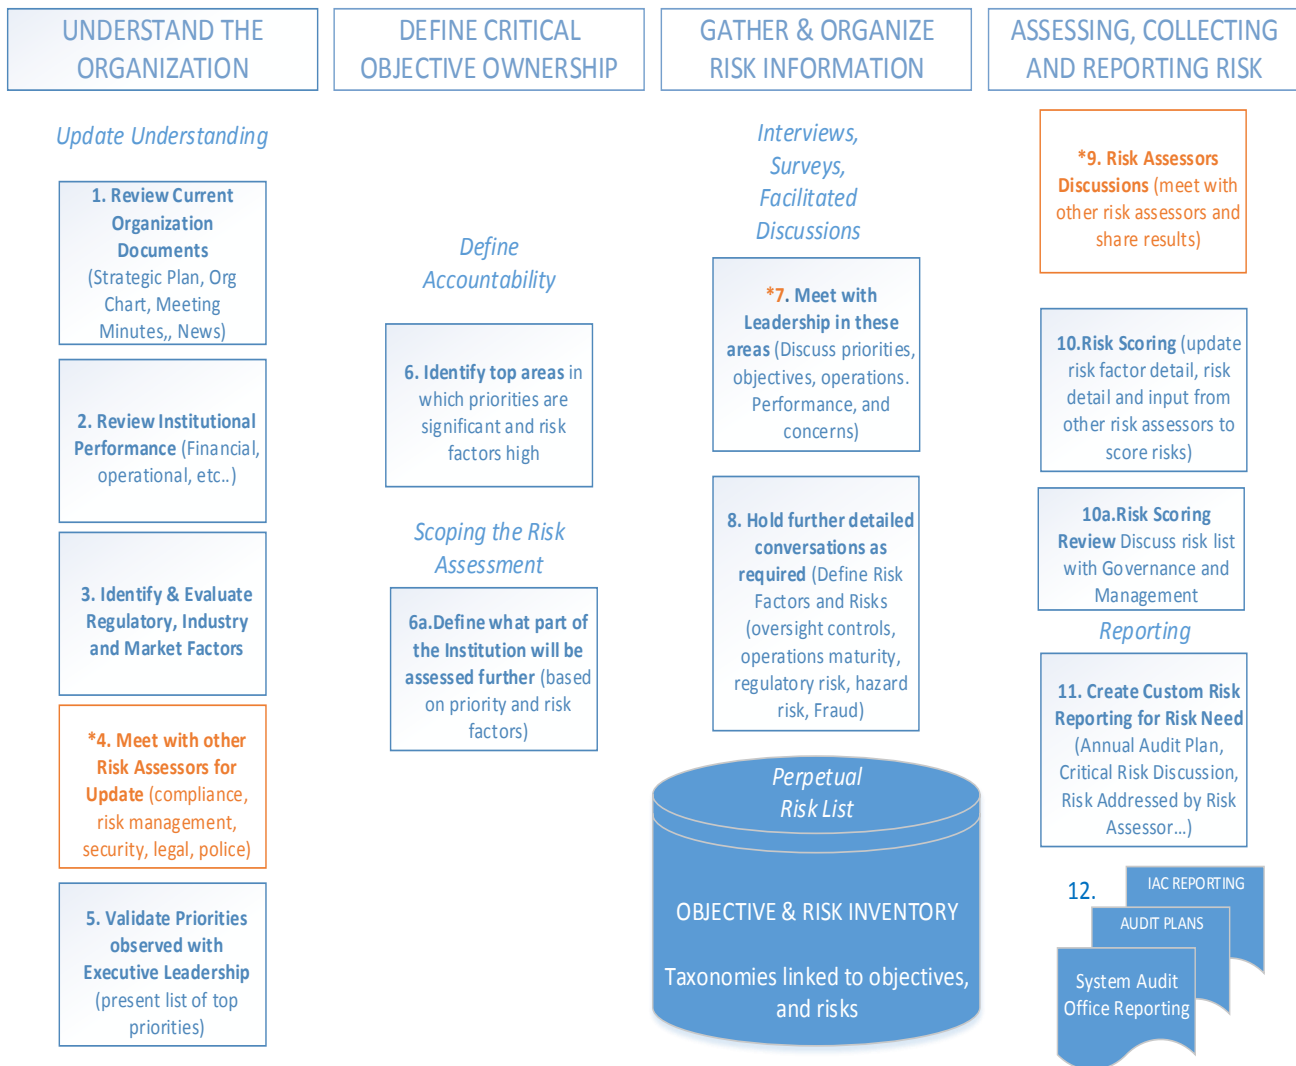 UNDERSTAND THE
ORGANIZATION
Update Understanding
1. Review Current
Organization
Documents
(Strategic Plan, Org
Chart, Meeting
Minutes,, News)
2. Review Institutional
Performance (Financial,
operational, etc..)
3. Identify & Evaluate
Regulatory, Industry
and Market Factors
*4. Meet with other
Risk Assessors for
Update (compliance,
risk management,
security, legal, police)
5. Validate Priorities
observed with
Executive Leadership
(present list of top
priorities)
DEFINE CRITICAL
OBJECTIVE OWNERSHIP
Define
Accountability
6. Identify top areas in
which priorities are
significant and risk
factors high
Scoping the Risk
Assessment
6a.Define what part of
the Institution will be
assessed further (based
on priority and risk
factors)
GATHER & ORGANIZE
RISK INFORMATION
Interviews,
Surveys,
Facilitated
Discussions
*7. Meet with
Leadership in these
areas (Discuss priorities,
objectives, operations.
Performance, and
concerns)
8. Hold further detailed
conversations as
required (Define Risk
Factors and Risks
(oversight controls,
operations maturity,
regulatory risk, hazard
risk, Fraud)
Perpetual
Risk List
OBJECTIVE & RISK INVENTORY
Taxonomies linked to objectives,
and risks
ASSESSING, COLLECTING
AND REPORTING RISK
*9. Risk Assessors
Discussions (meet with
other risk assessors and
share results)
10.Risk Scoring (update
risk factor detail, risk
detail and input from
other risk assessors to
score risks)
10a.Risk Scoring
Review Discuss risk list
with Governance and
Management
Reporting
11. Create Custom Risk
Reporting for Risk Need
(Annual Audit Plan,
Critical Risk Discussion,
Risk Addressed by Risk
Assessor…)
12.
IAC REPORTING
AUDIT PLANS
System Audit
Office Reporting